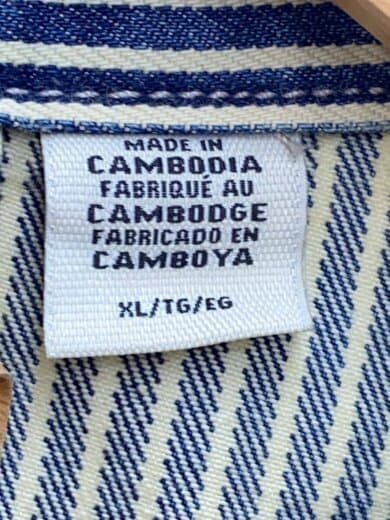 MADE IN
CAMBODIA
FABRIQUÉ AU
CAMBODGE
FABRICADO EN
CAMBOYA
XL/TG/EG